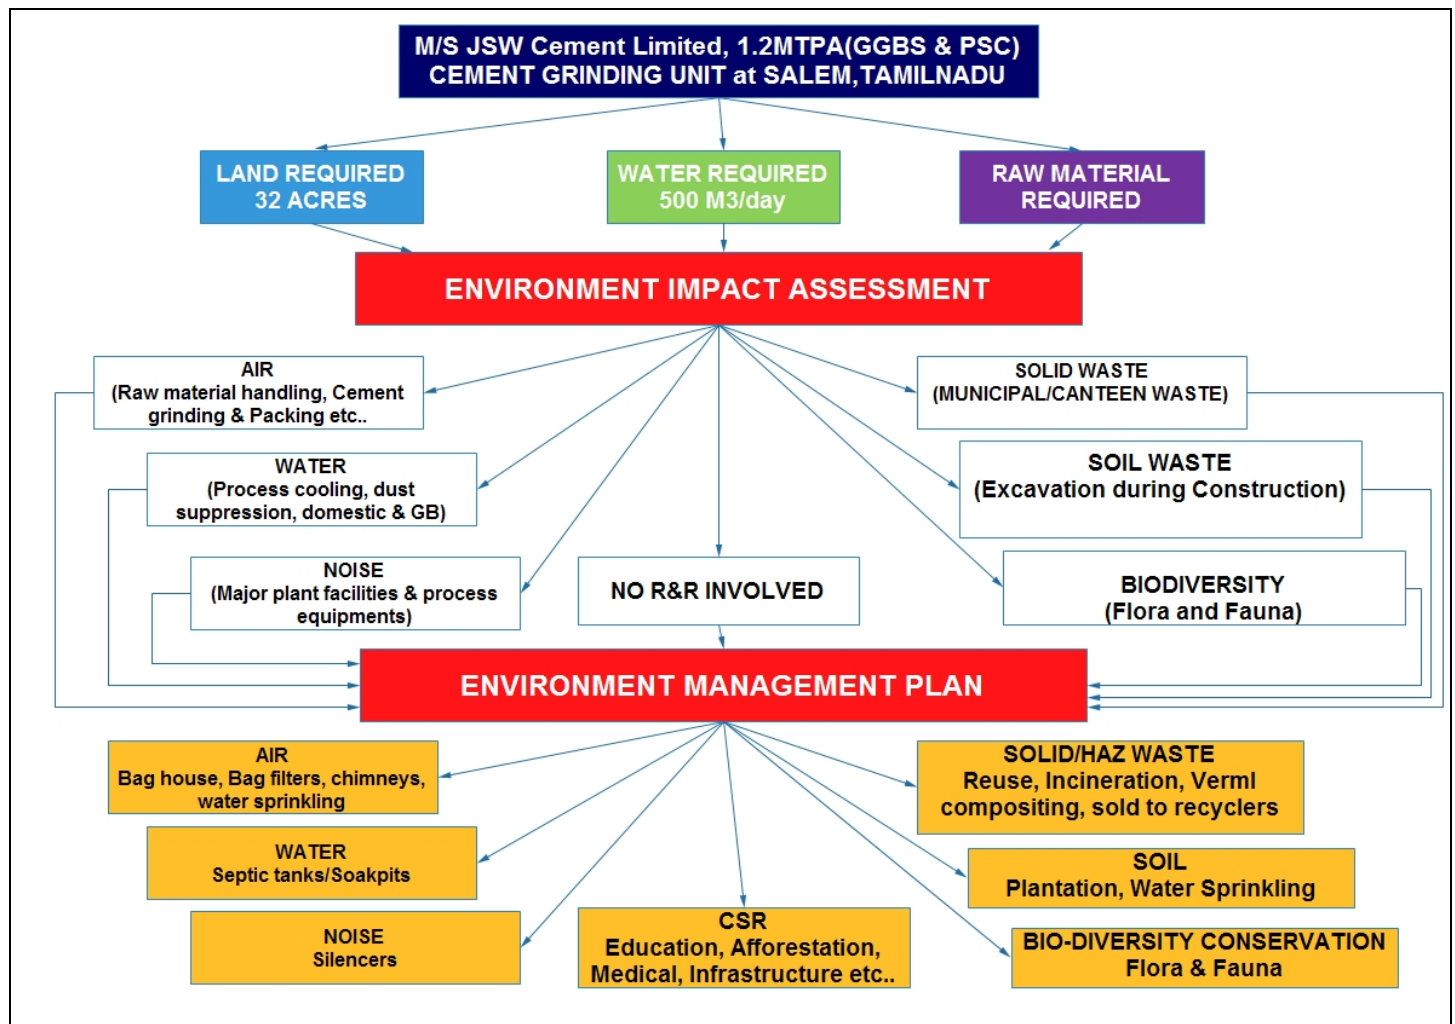 M/S JSW Cement Limited, 1.2MTPA(GGBS & PSC)
CEMENT GRINDING UNIT at SALEM,TAMILNADU
LAND REQUIRED
32 ACRES
WATER REQUIRED
500 M3/day
RAW MATERIAL
REQUIRED
ENVIRONMENT IMPACT ASSESSMENT
AIR
(Raw material handling, Cement
grinding & Packing etc..
SOLID WASTE
(MUNICIPAL/CANTEEN WASTE)
WATER
(Process cooling, dust
suppression, domestic & GB)
SOIL WASTE
(Excavation during Construction)
NOISE
(Major plant facilities & process
equipments)
NO R&R INVOLVED
BIODIVERSITY
(Flora and Fauna)
ENVIRONMENT MANAGEMENT PLAN
AIR
Bag house, Bag filters, chimneys,
water sprinkling
SOLID/HAZ WASTE
Reuse, Incineration, Verml
compositing, sold to recyclers
WATER
Septic tanks/Soakpits
SOIL
Plantation, Water Sprinkling
NOISE
Silencers
CSR
Education, Afforestation,
Medical, Infrastructure etc..
BIO-DIVERSITY CONSERVATION
Flora & Fauna